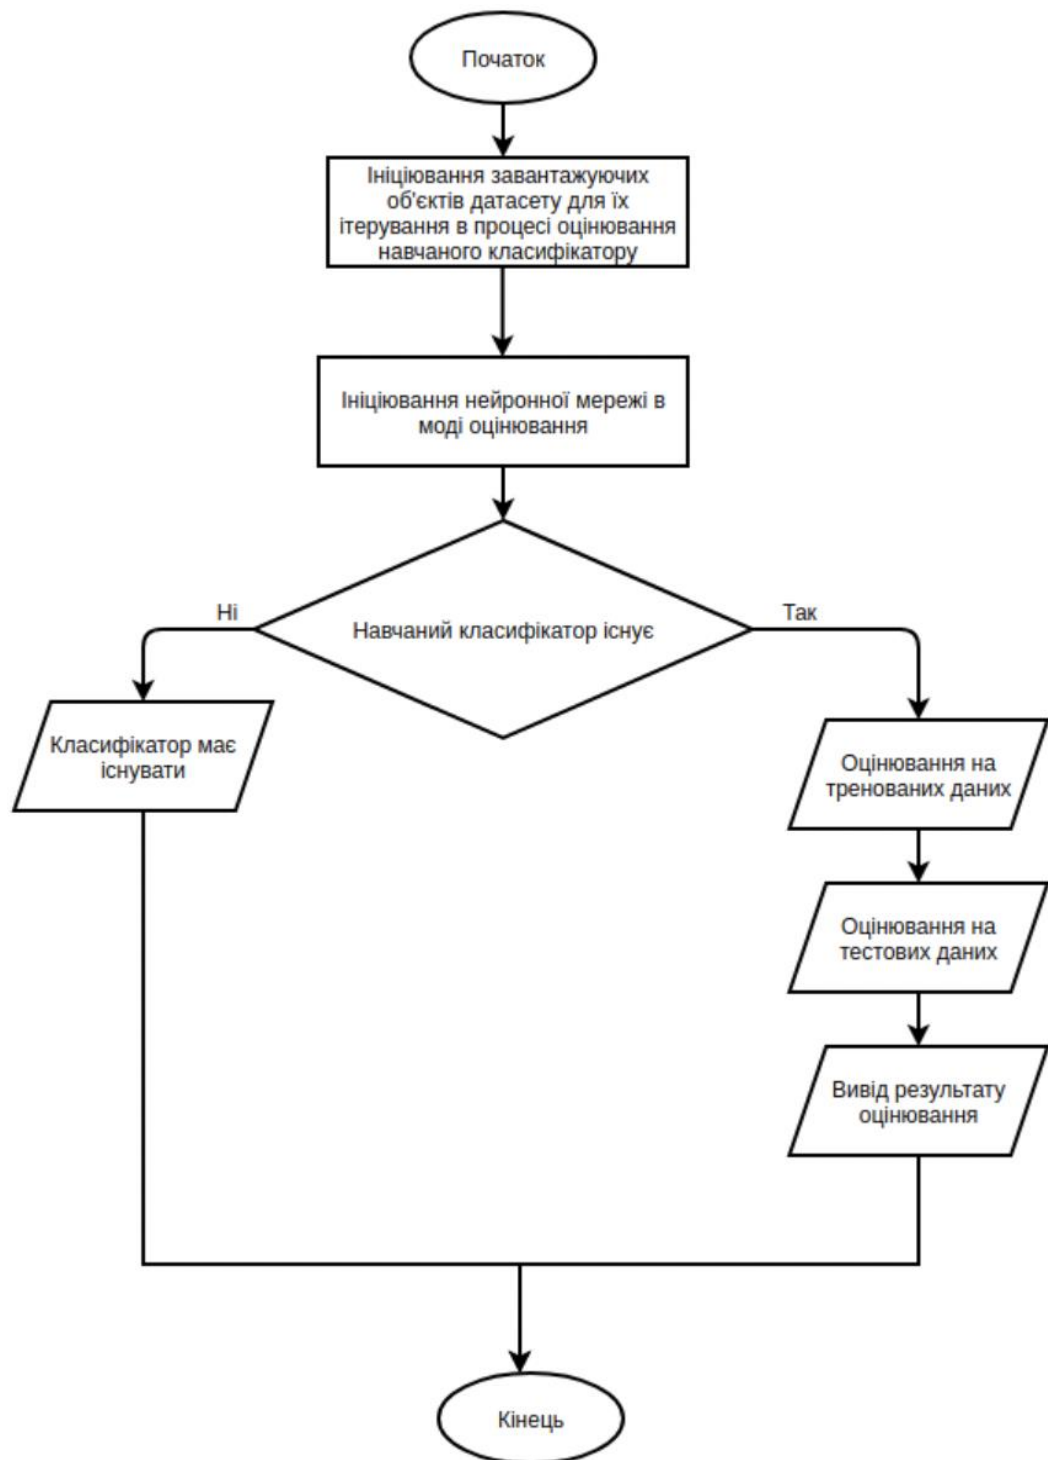 Початок
Ініціювання завантажуючих
об'єктів датасету для їх
ітерування в процесі оцінювання
навчаного класифікатору
Ініціювання нейронної мережі в
моді оцінювання
Ні
Навчаний класифікатор існує
Так
Класифікатор має
існувати
Оцінювання на
тренованих даних
Оцінювання на
тестових даних
Вивід результату
оцінювання
Кінець